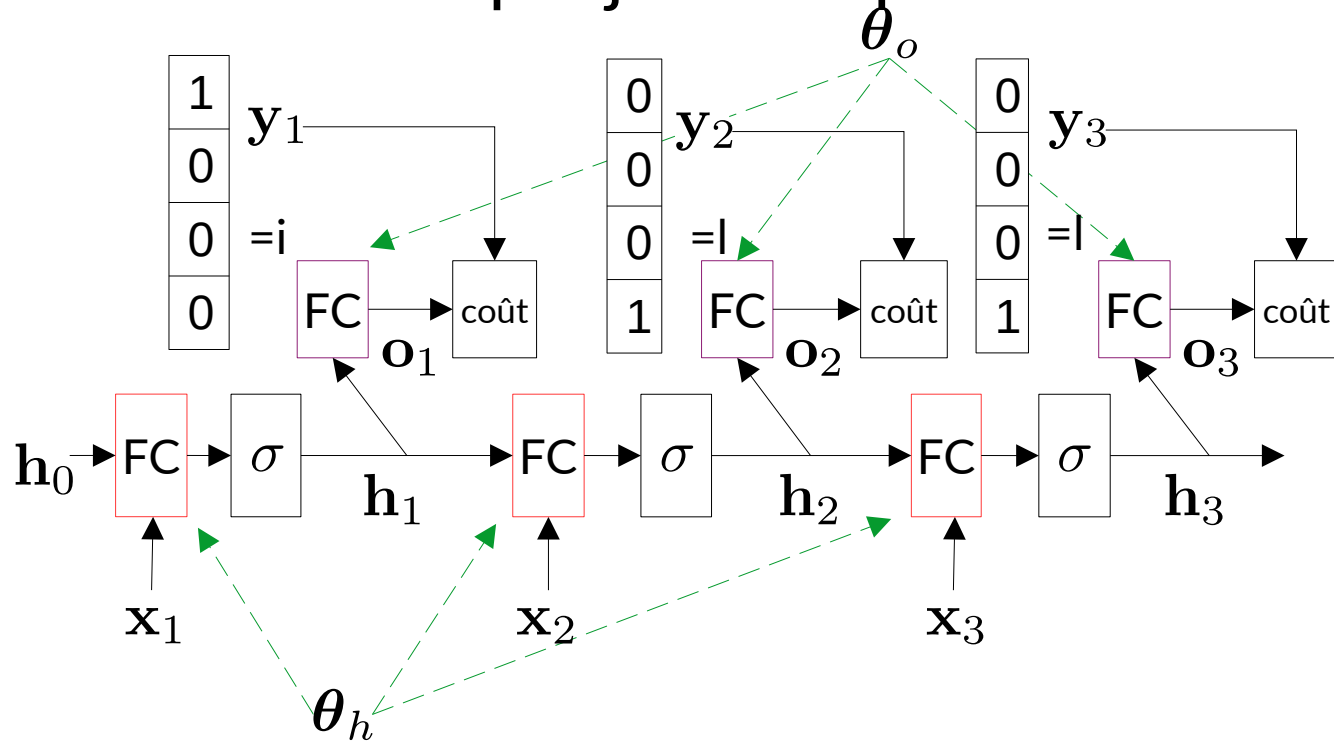 θo
1
0
0
0
y1
=i
0
0
0
1
y2
=l
0
0
0
1
y3
=l
FC
coût
o1
FC
coût
o2
FC
coût
o3
h0
FC
σ
h1
FC
σ
h2
FC
σ
h3
x1
x2
x3
θh